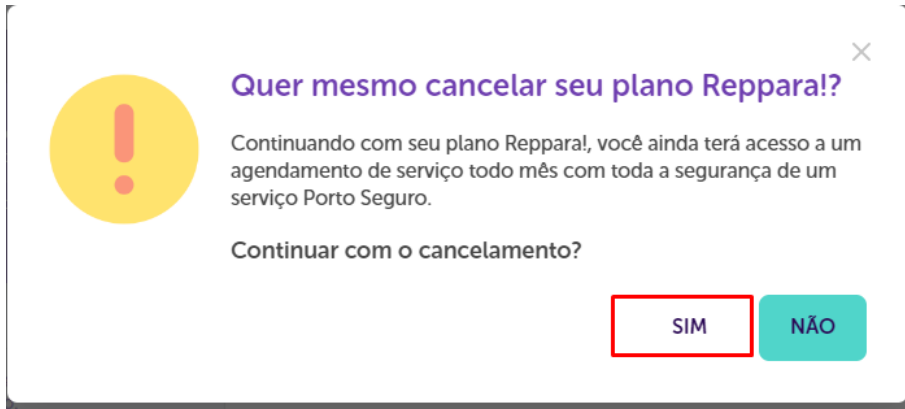 Quer mesmo cancelar seu plano Reppara!?
Continuando com seu plano Reppara!, você ainda terá acesso a um
agendamento de serviço todo mês com toda a segurança de um
serviço Porto Seguro.
Continuar com o cancelamento?
SIM
NÃO